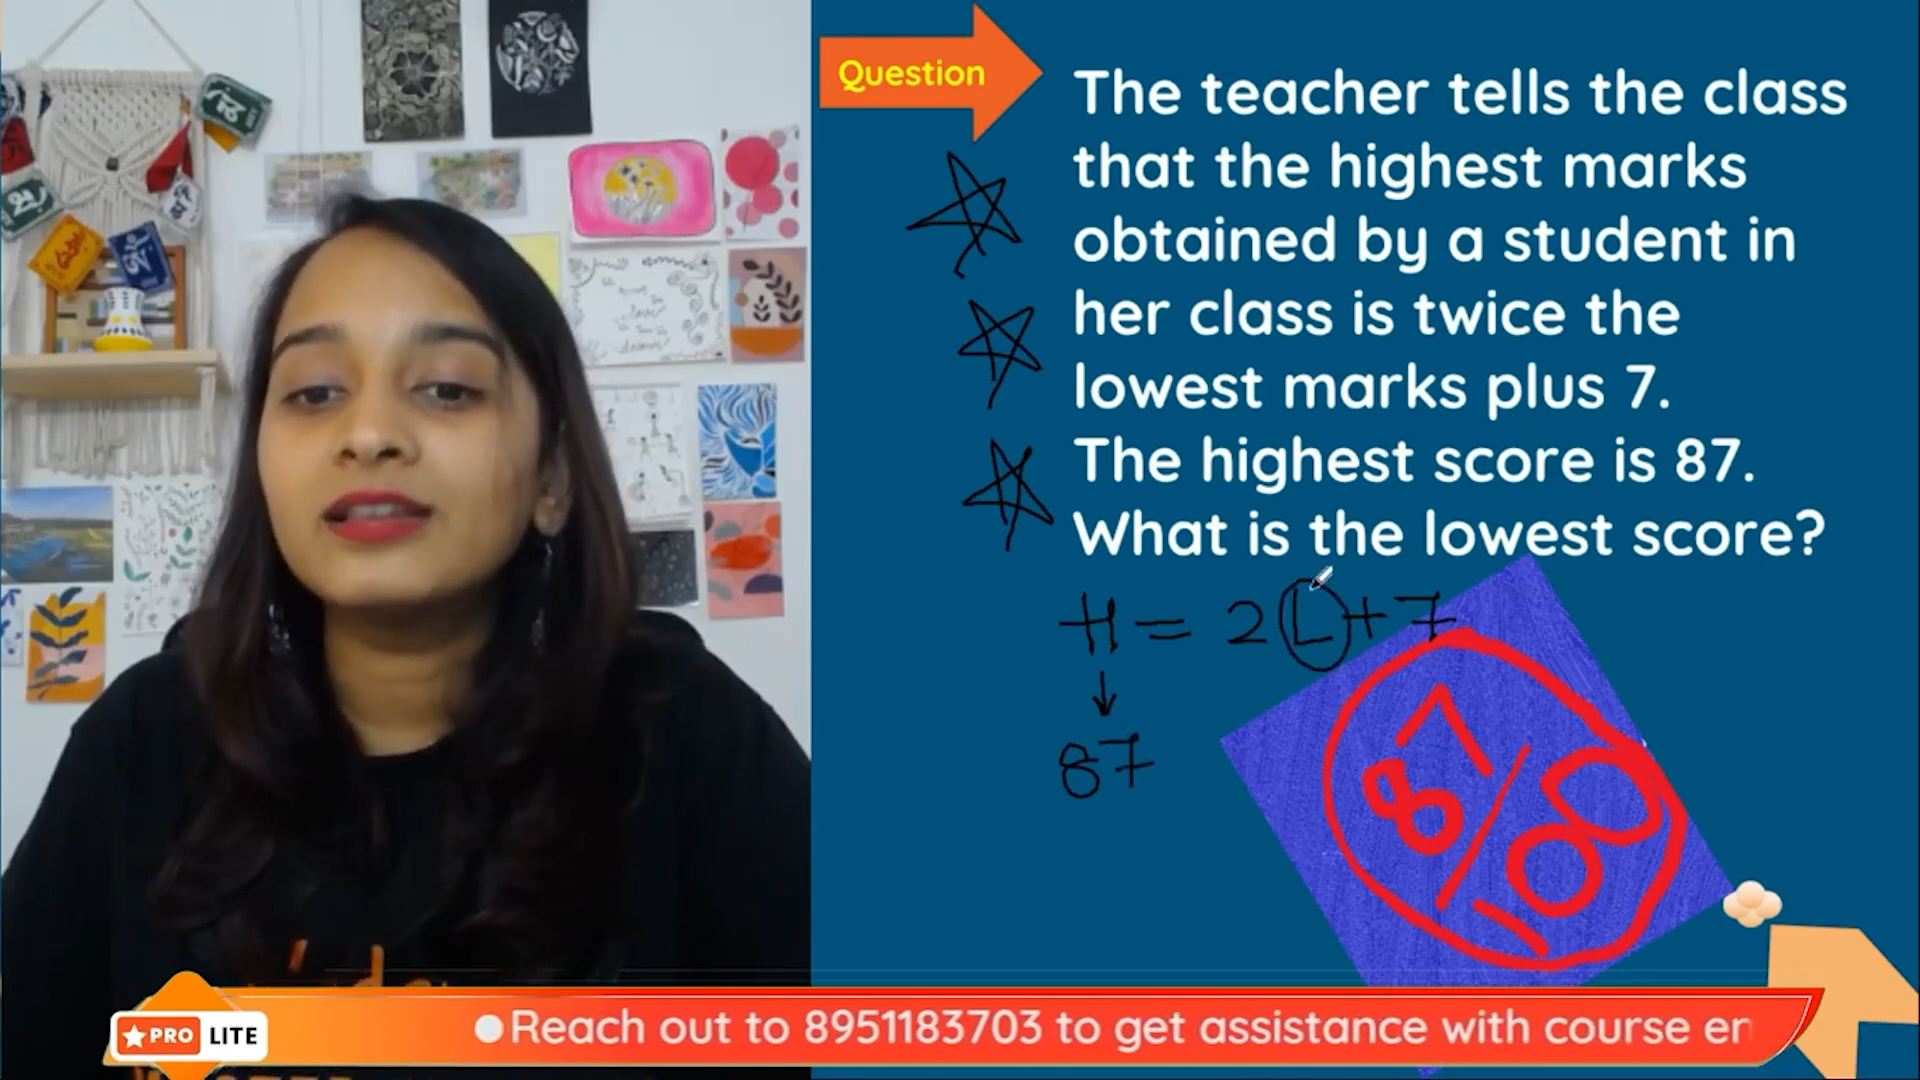 Question
The teacher tells the class
that the highest marks
obtained by a student in
her class is twice the
lowest marks plus 7.
The highest score is 87.
What is the lowest score?
H = 2L+7
↓
87
87/100
PRO LITE
Reach out to 8951183703 to get assistance with course en